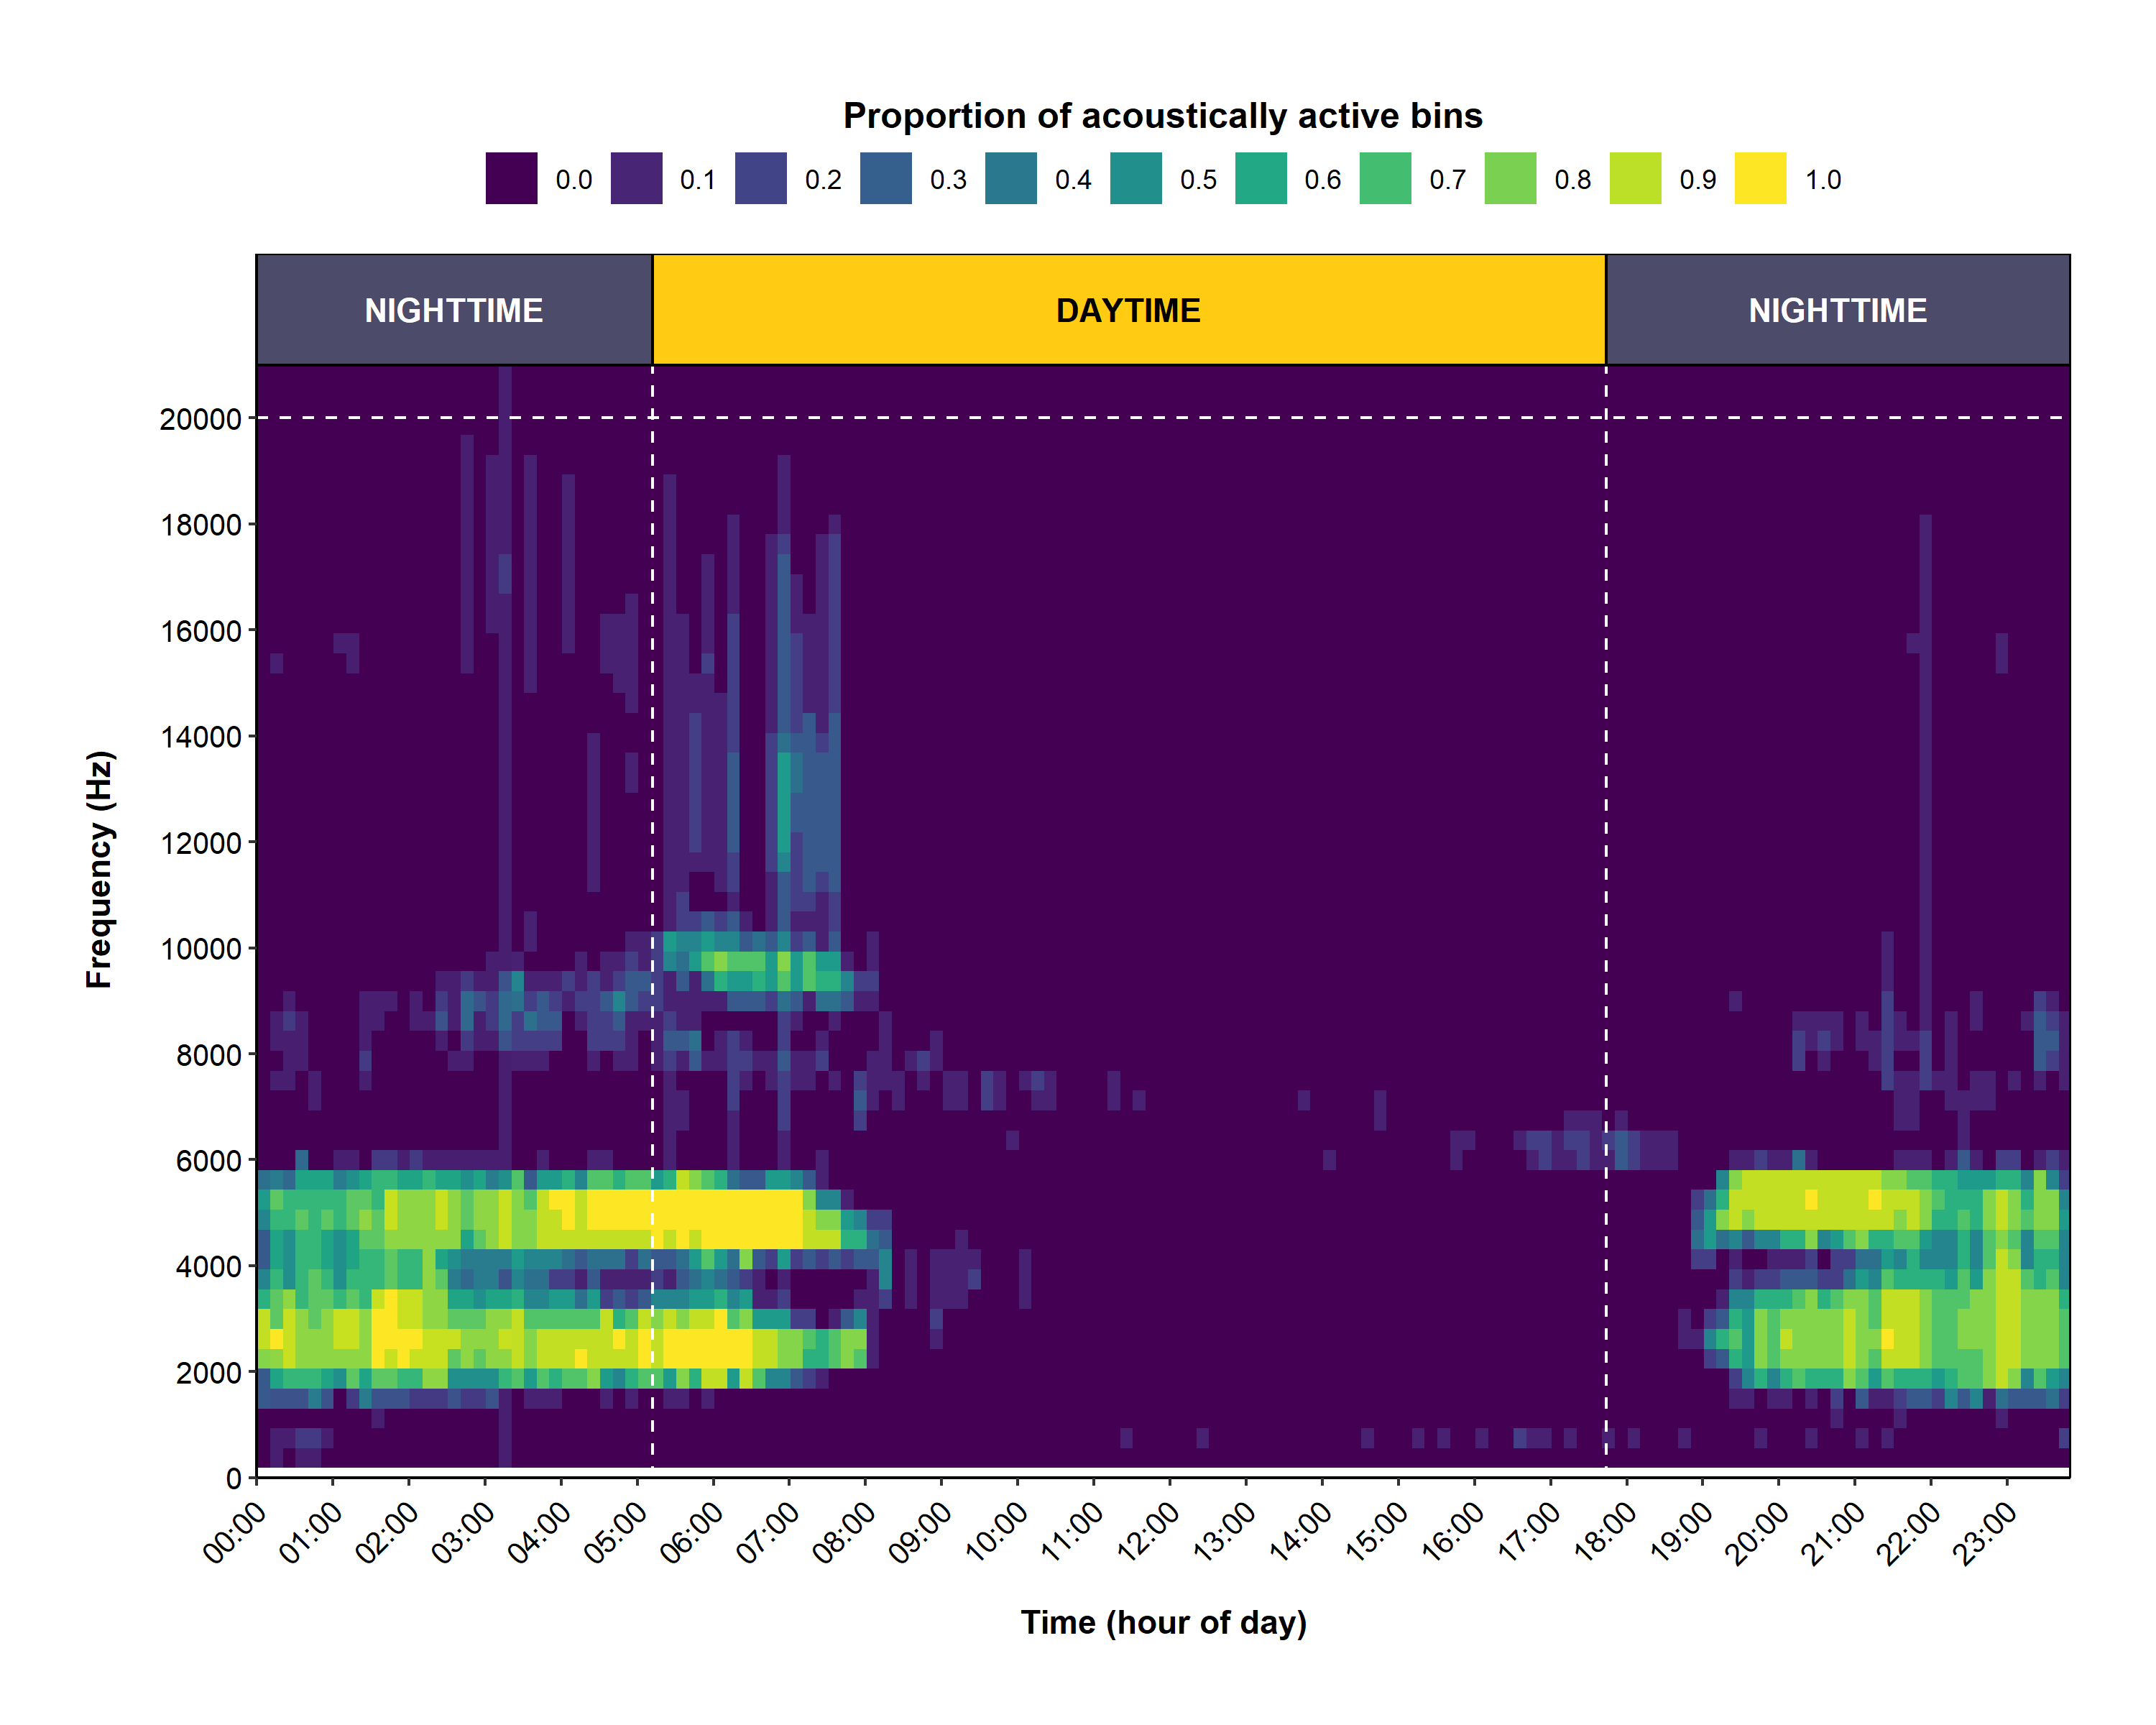 Proportion of acoustically active bins
0.0 0.1 0.2 0.3 0.4 0.5 0.6 0.7 0.8 0.9 1.0
NIGHTTIME DAYTIME NIGHTTIME
20000
18000
16000
14000
12000
10000
8000
6000
4000
2000
0
Frequency (Hz)
00:00 01:00 02:00 03:00 04:00 05:00 06:00 07:00 08:00 09:00 10:00 11:00 12:00 13:00 14:00 15:00 16:00 17:00 18:00 19:00 20:00 21:00 22:00 23:00
Time (hour of day)